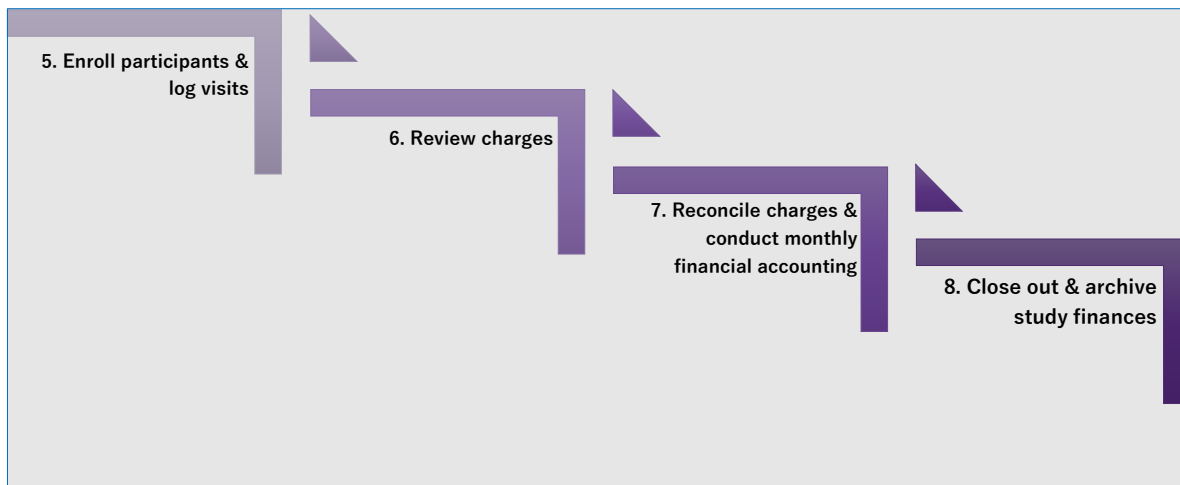 5. Enroll participants &
log visits
6. Review charges
7. Reconcile charges &
conduct monthly
financial accounting
8. Close out & archive
study finances